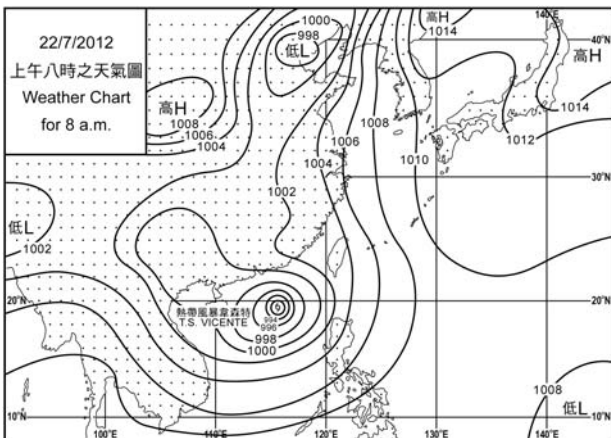 22/7/2012
上午八時之天氣圖
Weather Chart
for 8 a.m.
1000
998
低L
高H
1014
140°E
40°N
高H
1014
高H
1008
1006
1004
1008
1006
1004
1010
1012
1002
30°N
低L
1002
熱帶風暴韋森特
T.S. VICENTE
994
996
998
1000
20°N
1008
低L
10°N
10°N
100°E
110°E
120°E
130°E
140°E